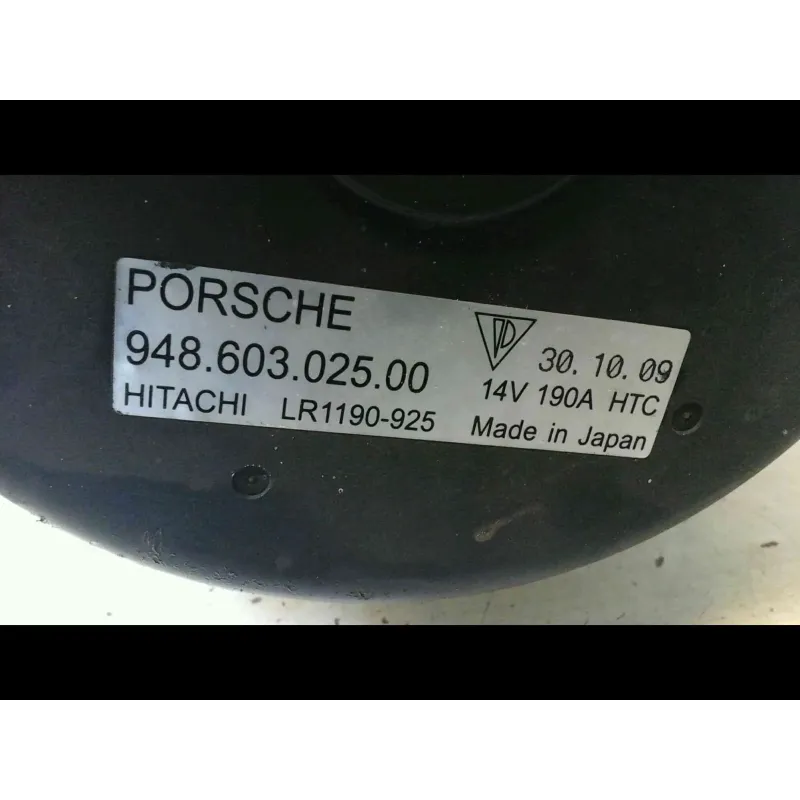 PORSCHE
948.603.025.00
HITACHI LR1190-925
30.10.09
14V 190A HTC
Made in Japan